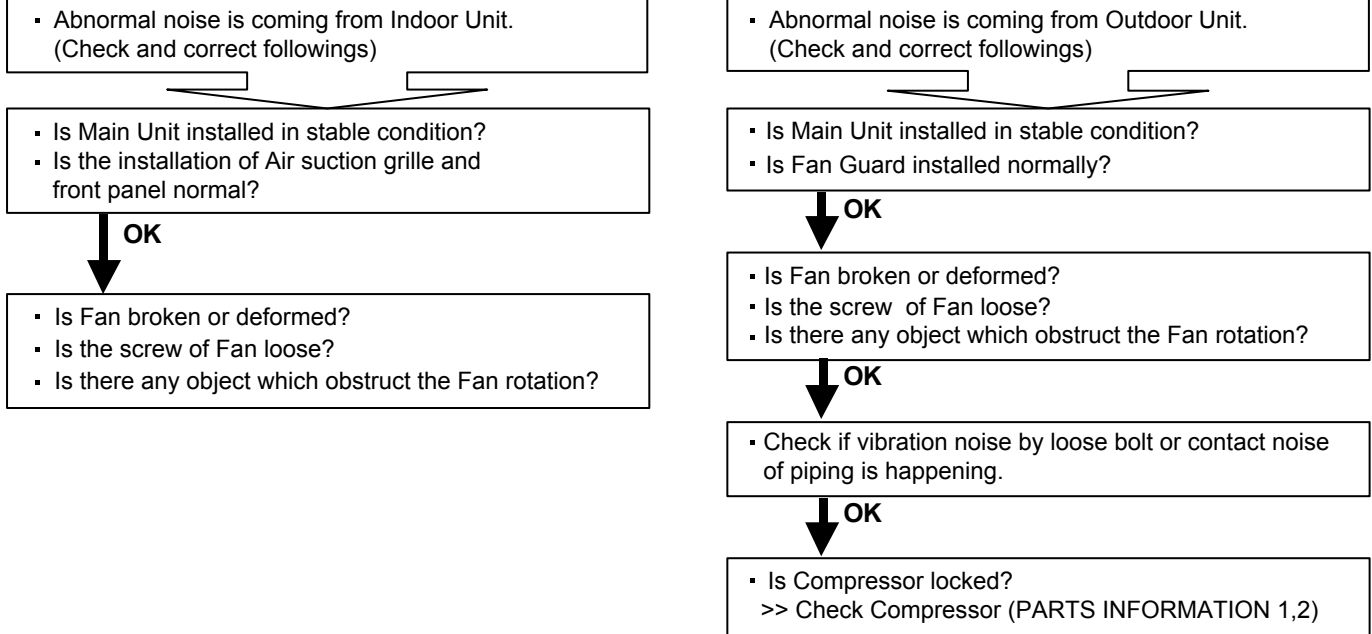 ▪ Abnormal noise is coming from Indoor Unit.
(Check and correct followings)
▪ Is Main Unit installed in stable condition?
▪ Is the installation of Air suction grille and
front panel normal?
OK
▪ Is Fan broken or deformed?
▪ Is the screw of Fan loose?
▪ Is there any object which obstruct the Fan rotation?
▪ Abnormal noise is coming from Outdoor Unit.
(Check and correct followings)
▪ Is Main Unit installed in stable condition?
▪ Is Fan Guard installed normally?
OK
▪ Is Fan broken or deformed?
▪ Is the screw of Fan loose?
▪ Is there any object which obstruct the Fan rotation?
OK
▪ Check if vibration noise by loose bolt or contact noise
of piping is happening.
OK
▪ Is Compressor locked?
>> Check Compressor (PARTS INFORMATION 1,2)